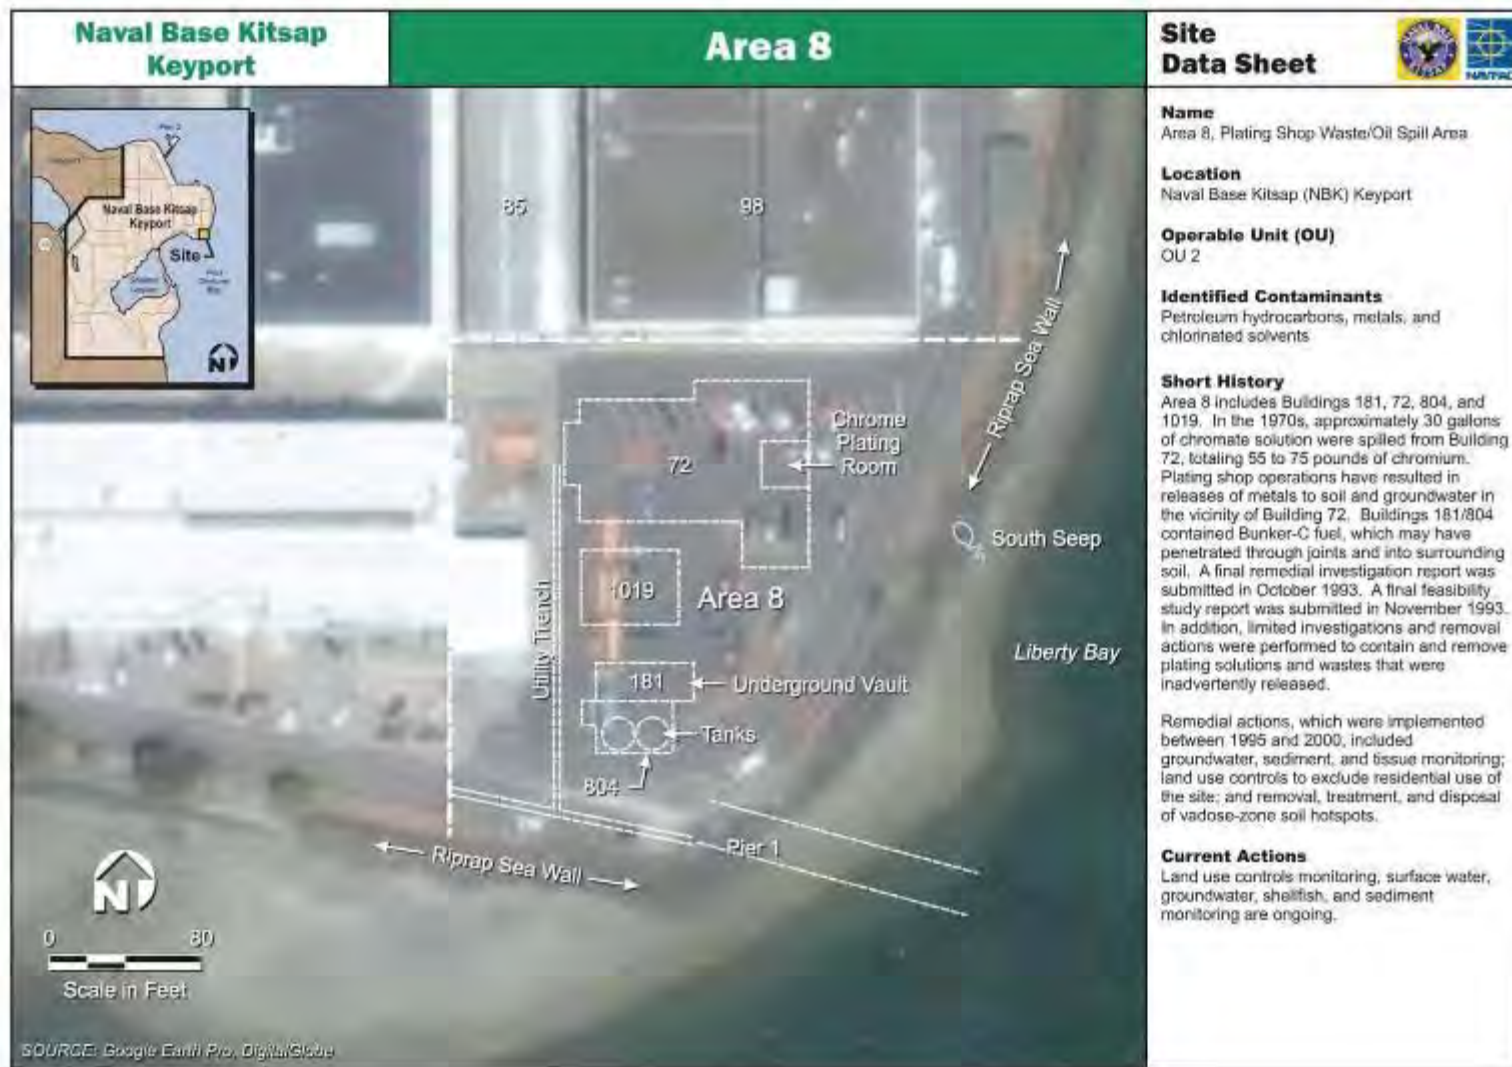 Naval Base Kitsap
Keyport
Area 8
Site
Data Sheet
NAVFAC
Naval Base Kitsap
Keyport
Site
N
85
98
Riprap Sea Wall
Chrome
Plating
Room
72
South Seep
1019
Area 8
Utility Trench
Liberty Bay
181
Underground Vault
Tanks
804
Pier 1
Riprap Sea Wall
N
0 80
Scale in Feet
SOURCE: Google Earth Pro, DigitalGlobe
Name
Area 8, Plating Shop Waste/Oil Spill Area
Location
Naval Base Kitsap (NBK) Keyport
Operable Unit (OU)
OU 2
Identified Contaminants
Petroleum hydrocarbons, metals, and
chlorinated solvents
Short History
Area 8 includes Buildings 181, 72, 804, and
1019. In the 1970s, approximately 30 gallons
of chromate solution were spilled from Building
72, totaling 55 to 75 pounds of chromium.
Plating shop operations have resulted in
releases of metals to soil and groundwater in
the vicinity of Building 72. Buildings 181/804
contained Bunker-C fuel, which may have
penetrated through joints and into surrounding
soil. A final remedial investigation report was
submitted in October 1993. A final feasibility
study report was submitted in November 1993.
In addition, limited investigations and removal
actions were performed to contain and remove
plating solutions and wastes that were
inadvertently released.
Remedial actions, which were implemented
between 1995 and 2000, included
groundwater, sediment, and tissue monitoring;
land use controls to exclude residential use of
the site; and removal, treatment, and disposal
of vadose-zone soil hotspots.
Current Actions
Land use controls monitoring, surface water,
groundwater, shellfish, and sediment
monitoring are ongoing.